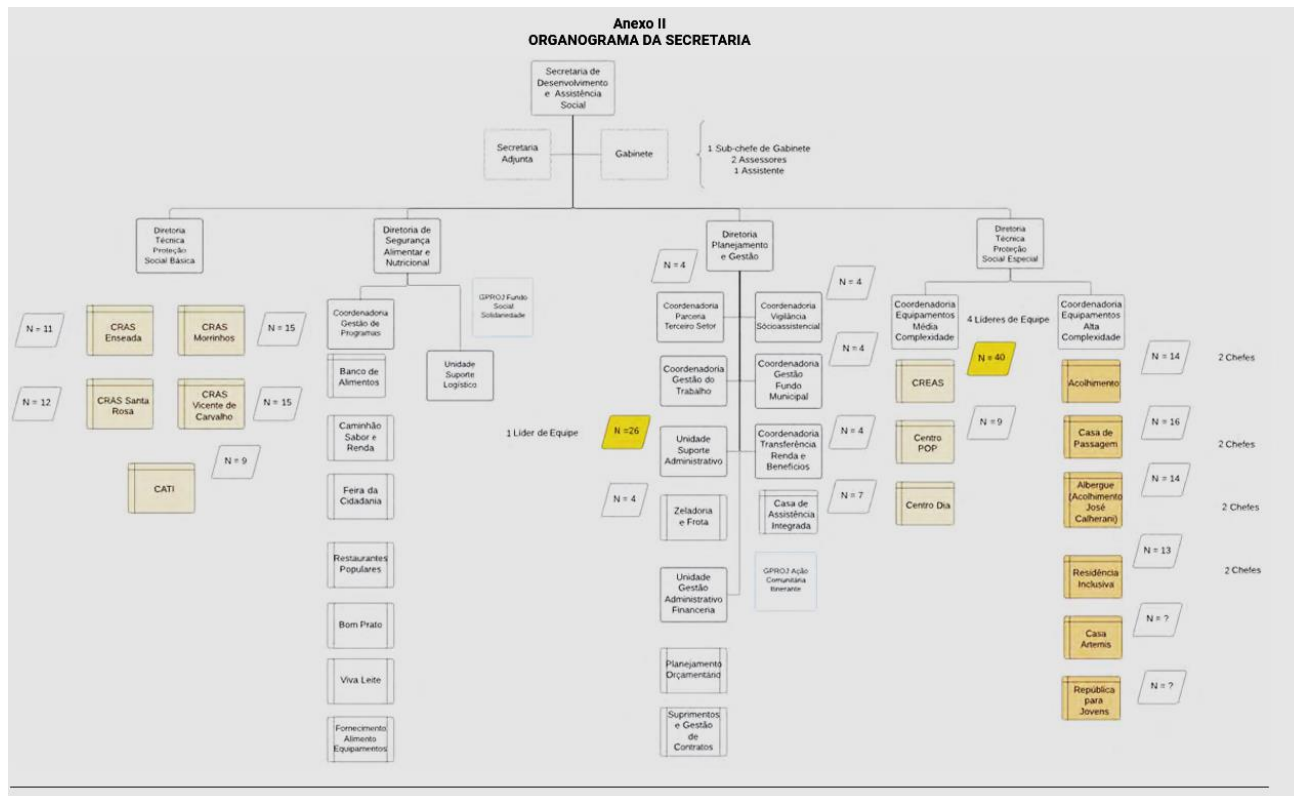 Anexo II
ORGANOGRAMA DA SECRETARIA
Secretaria de
Desenvolvimento
e Assistência
Social
Secretaria
Adjunta
Gabinete
1 Sub-chefe de Gabinete
2 Assessores
1 Assistente
Diretoria
Técnica
Proteção
Social Básica
N = 11
CRAS
Enseada
CRAS
Morrinhos
N = 15
N = 12
CRAS Santa
Rosa
CRAS
Vicente de
Carvalho
N = 15
CATI
N = 9
Diretoria de
Segurança
Alimentar e
Nutricional
Coordenadoria
Gestão de
Programas
GPROJ Fundo
Social
Solidariedade
Unidade
Suporte
Logístico
Banco de
Alimentos
Caminhão
Sabor e
Renda
Feira da
Cidadania
Restaurantes
Populares
Bom Prato
Viva Leite
Fornecimento
Alimento
Equipamentos
Diretoria
Planejamento
e Gestão
N = 4
N = 4
Coordenadoria
Parceria
Terceiro Setor
Coordenadoria
Vigilância
Sócioassistencial
Coordenadoria
Gestão do
Trabalho
Coordenadoria
Gestão
Fundo
Municipal
N = 4
1 Líder de Equipe
N =26
Unidade
Suporte
Administrativo
Coordenadoria
Transferência
Renda e
Benefícios
N = 4
N = 4
Zeladoria
e Frota
Casa de
Assistência
Integrada
N = 7
Unidade
Gestão
Administrativo
Financeria
GPROJ Ação
Comunitária
Itinerante
Planejamento
Orçamentário
Suprimentos
e Gestão
de
Contratos
Diretoria
Técnica
Proteção
Social Especial
Coordenadoria
Equipamentos
Média
Complexidade
4 Líderes de Equipe
N = 40
CREAS
N = 9
Centro
POP
Centro Dia
Coordenadoria
Equipamentos
Alta
Complexidade
N = 14
2 Chefes
Acolhimento
N = 16
Casa de
Passagem
2 Chefes
N = 14
Albergue
(Acolhimento
José
Calherani)
2 Chefes
N = 13
Residência
Inclusiva
2 Chefes
N = ?
Casa
Artemis
N = ?
República
para
Jovens